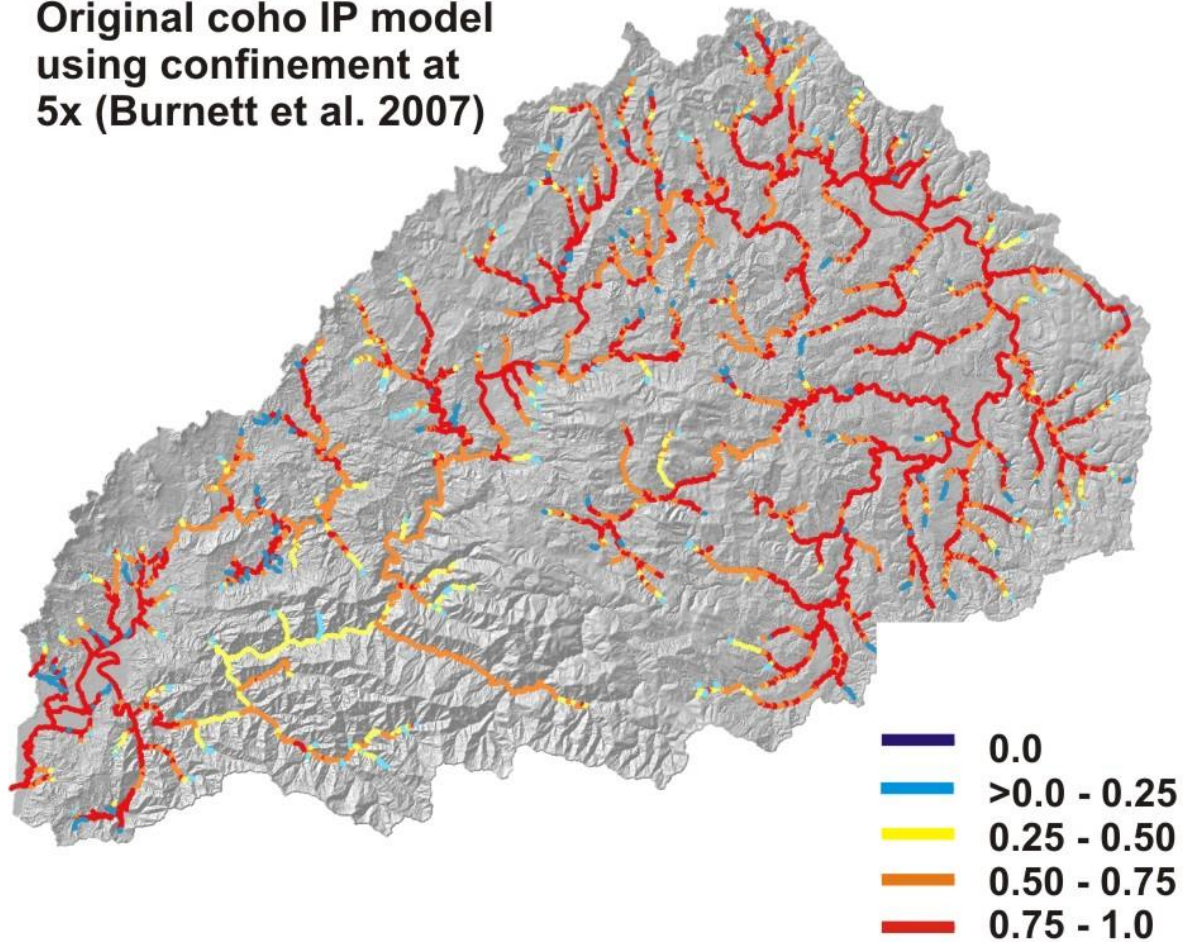 Original coho IP model
using confinement at
5x (Burnett et al. 2007)
0.0
>0.0 - 0.25
0.25 - 0.50
0.50 - 0.75
0.75 - 1.0